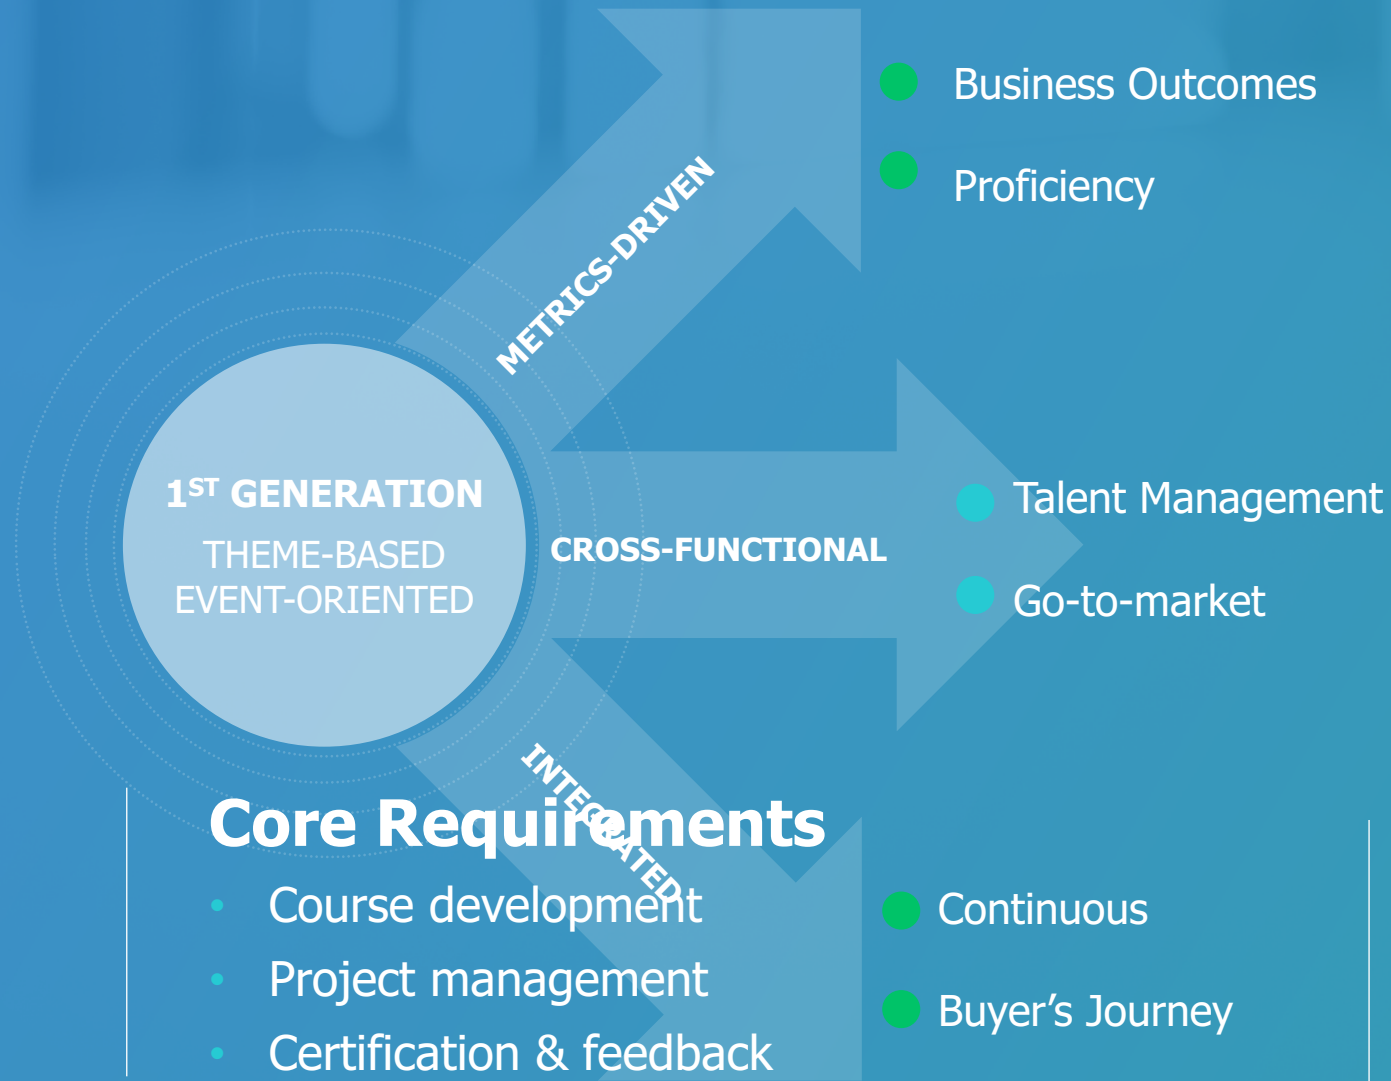 Business Outcomes
Proficiency
METRICS-DRIVEN
1ST GENERATION
THEME-BASED
EVENT-ORIENTED
CROSS-FUNCTIONAL
Talent Management
Go-to-market
INTEGRATED
Core Requirements
Course development
Project management
Certification & feedback
Continuous
Buyer’s Journey